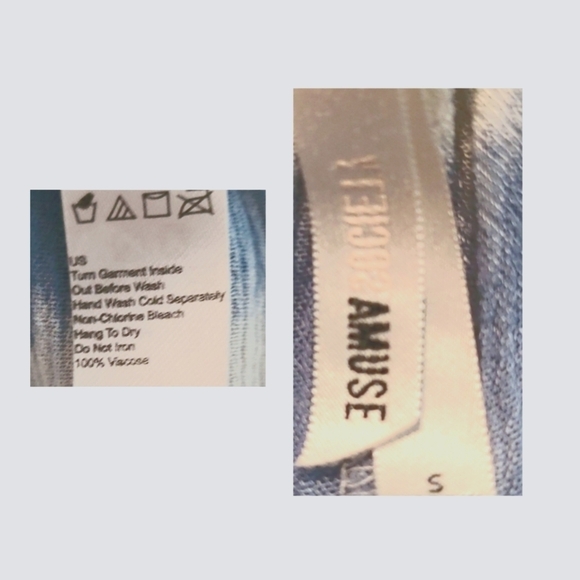 US
Turn Garment Inside
Out Before Wash
Hand Wash Cold Separately
Non-Chlorine Bleach
Hang To Dry
Do Not Iron
100% Viscose
AMUSE SOCIETY
S